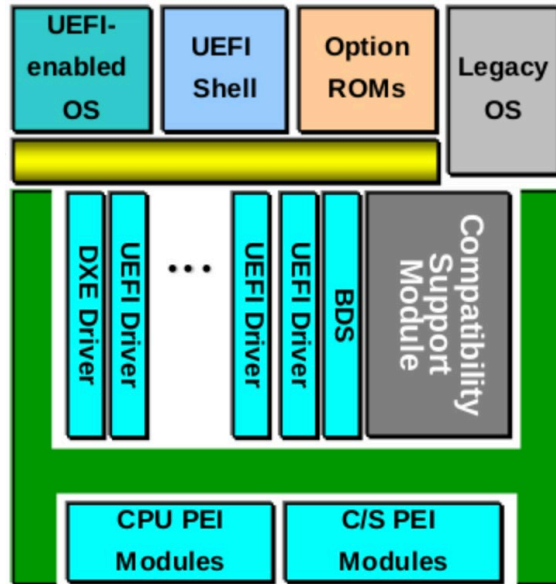 UEFI-
enabled
OS
UEFI
Shell
Option
ROMs
Legacy
OS
DXE Driver
UEFI Driver
...
UEFI Driver
UEFI Driver
BDS
Compatibility
Support
Module
CPU PEI
Modules
C/S PEI
Modules